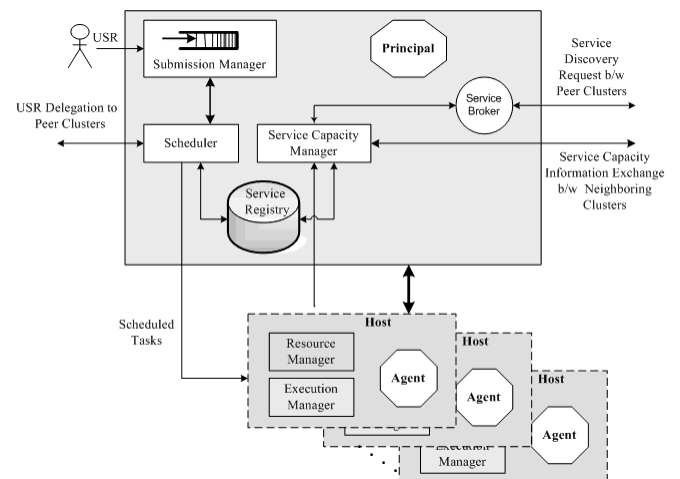 USR
Submission Manager
Principal
Service
Discovery
Request b/w
Peer Clusters
Service
Broker
USR Delegation to
Peer Clusters
Scheduler
Service Capacity
Manager
Service Capacity
Information Exchange
b/w Neighboring
Clusters
Service
Registry
Scheduled
Tasks
Host
Resource
Manager
Execution
Manager
Agent
Host
Agent
Host
Agent
Execution
Manager